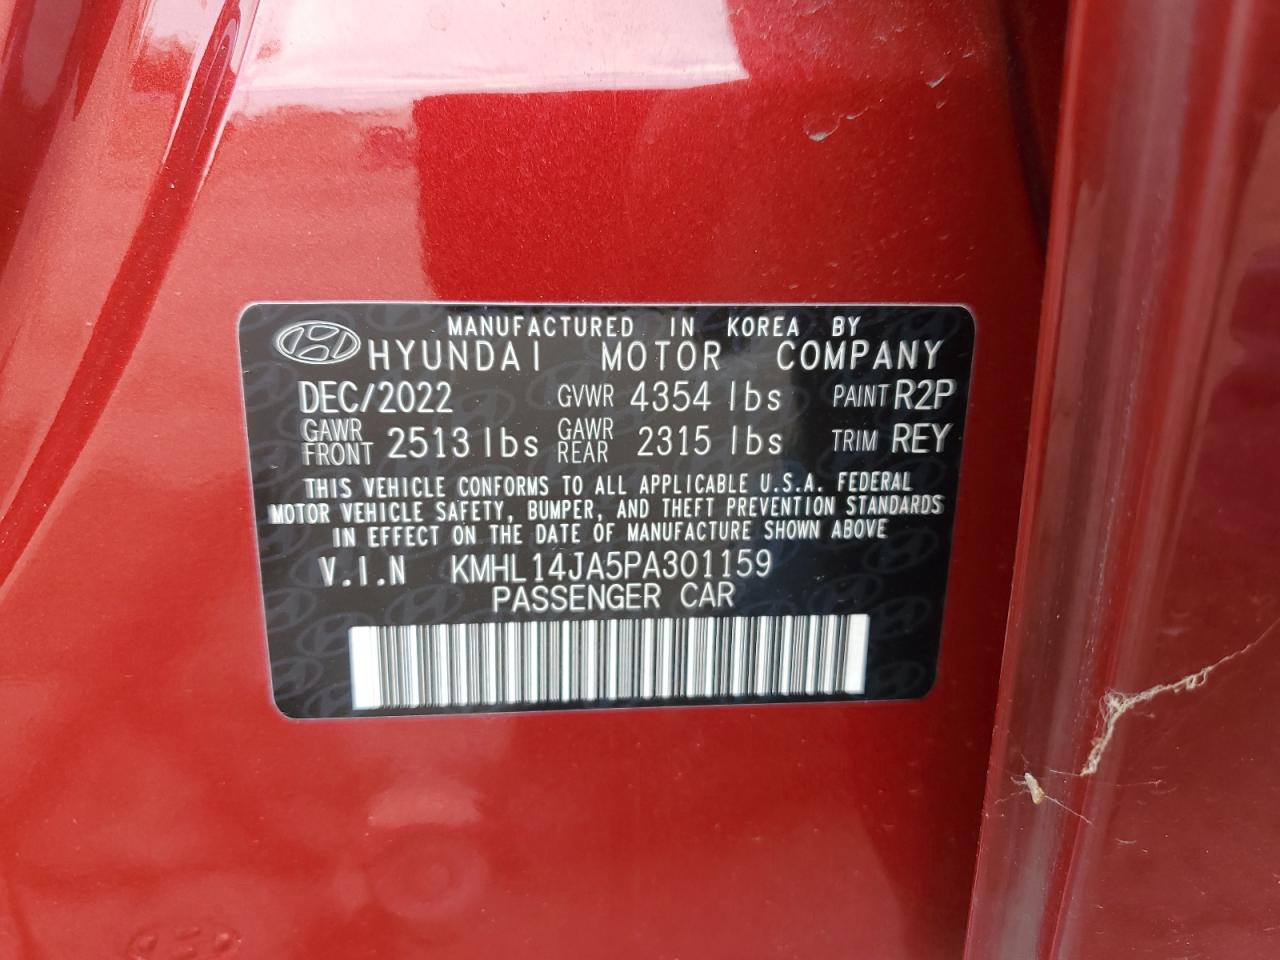 MANUFACTURED IN KOREA BY
HYUNDAI MOTOR COMPANY
DEC/2022 GVWR 4354 lbs PAINT R2P
GAWR FRONT 2513 lbs GAWR REAR 2315 lbs TRIM REY
THIS VEHICLE CONFORMS TO ALL APPLICABLE U.S.A. FEDERAL
MOTOR VEHICLE SAFETY, BUMPER, AND THEFT PREVENTION STANDARDS
IN EFFECT ON THE DATE OF MANUFACTURE SHOWN ABOVE
V.I.N KMHL14JA5PA301159
PASSENGER CAR